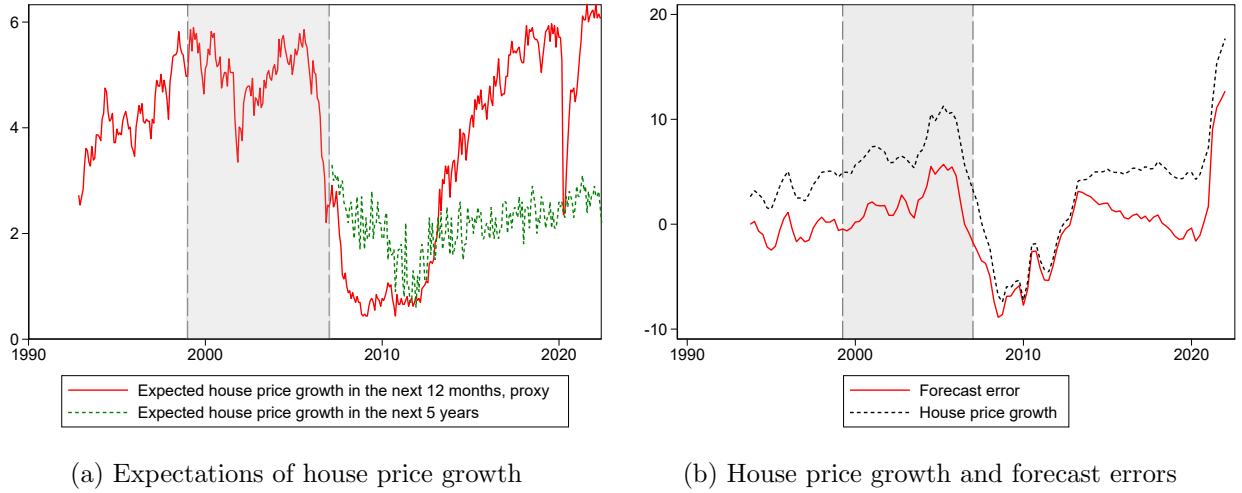 6
4
2
0
1990
2000
2010
2020
Expected house price growth in the next 12 months, proxy
Expected house price growth in the next 5 years
(a) Expectations of house price growth
20
10
0
-10
1990
2000
2010
2020
Forecast error
House price growth
(b) House price growth and forecast errors